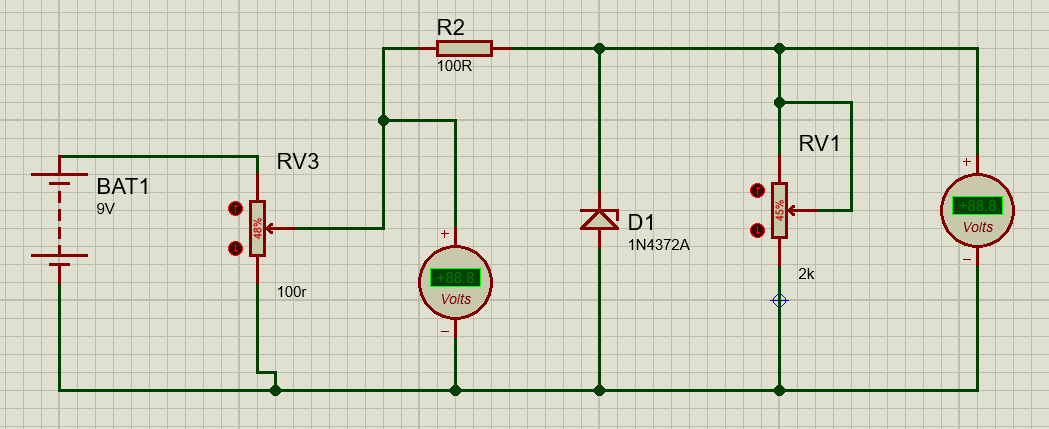 R2
100R
RV3
BAT1
9V
48%
100r
+
+88.8
Volts
−
D1
1N4372A
RV1
45%
2k
+
+88.8
Volts
−